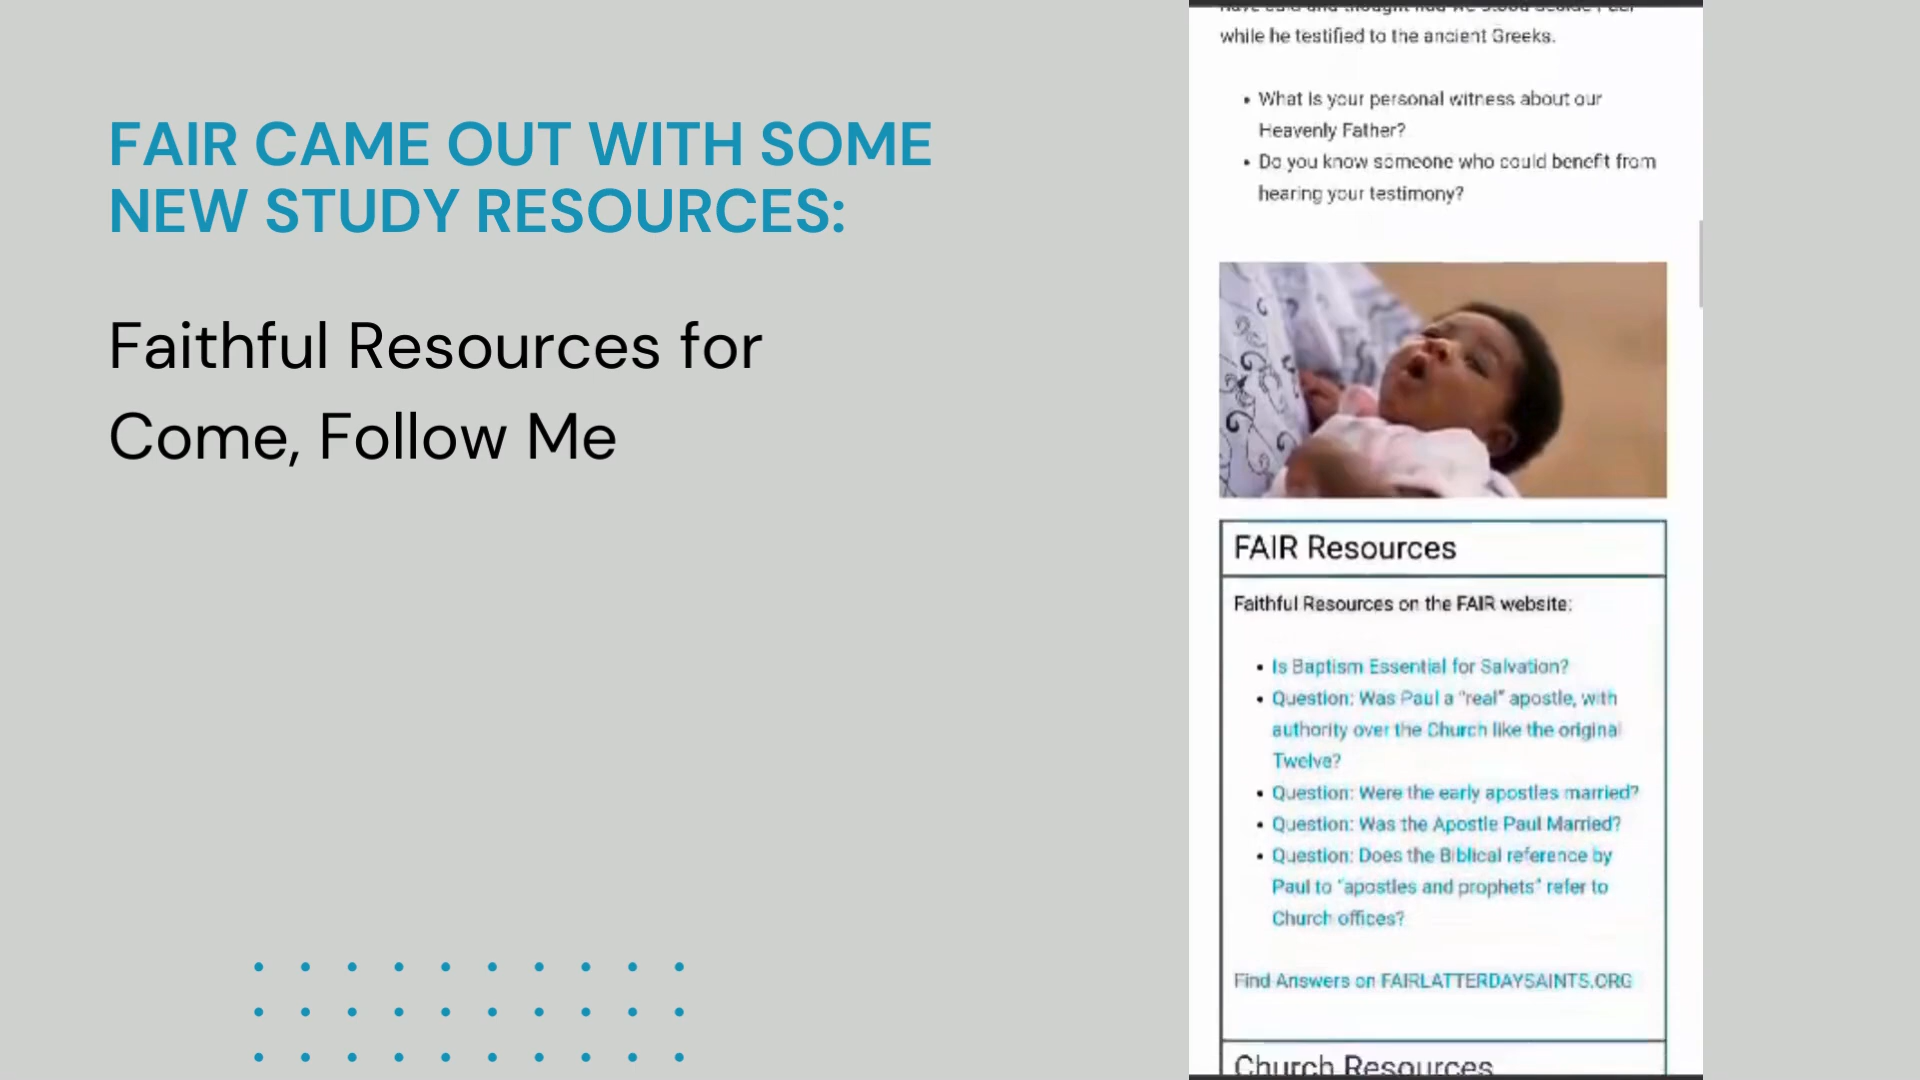 FAIR CAME OUT WITH SOME
NEW STUDY RESOURCES:
Faithful Resources for
Come, Follow Me
while he testified to the ancient Greeks.
• What is your personal witness about our
Heavenly Father?
• Do you know someone who could benefit from
hearing your testimony?
FAIR Resources
Faithful Resources on the FAIR website:
• Is Baptism Essential for Salvation?
• Question: Was Paul a "real" apostle, with
authority over the Church like the original
Twelve?
• Question: Were the early apostles married?
• Question: Was the Apostle Paul Married?
• Question: Does the Biblical reference by
Paul to "apostles and prophets" refer to
Church offices?
Find Answers on FAIRLATTERDAYSAINTS.ORG
Church Resources